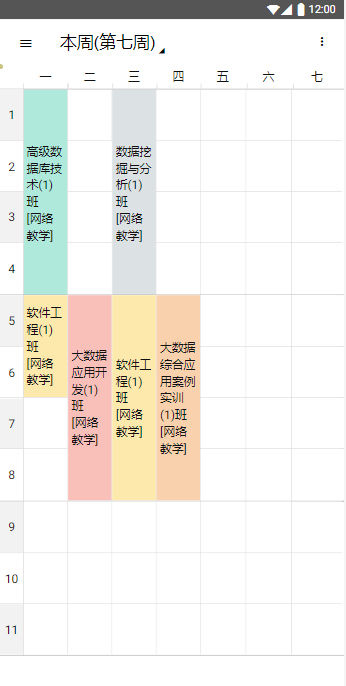 12:00
本周(第七周)
一 二 三 四 五 六 七
1
高级数
据库技
术(1)
班
[网络
教学]
数据挖
掘与分
析(1)
班
[网络
教学]
2
3
4
5
软件工
程(1)
班
[网络
教学]
大数据
应用开
发(1)
班
[网络
教学]
软件工
程(1)
班
[网络
教学]
大数据
综合应
用案例
实训
(1)班
[网络
教学]
6
7
8
9
10
11